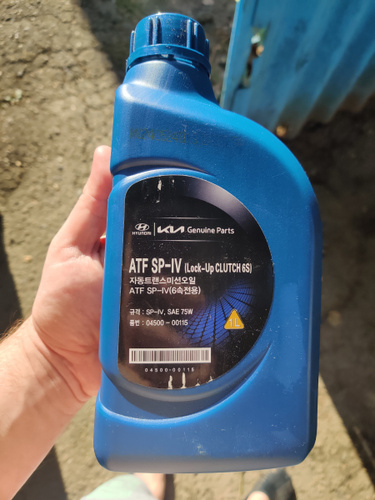 HYUNDAI KIA Genuine Parts
ATF SP-IV (Lock-Up CLUTCH 6S)
자동트랜스미션오일
ATF SP-IV(6속전용)
규격 : SP-IV, SAE 75W
품번 : 04500 - 00115
1L
04500-00115